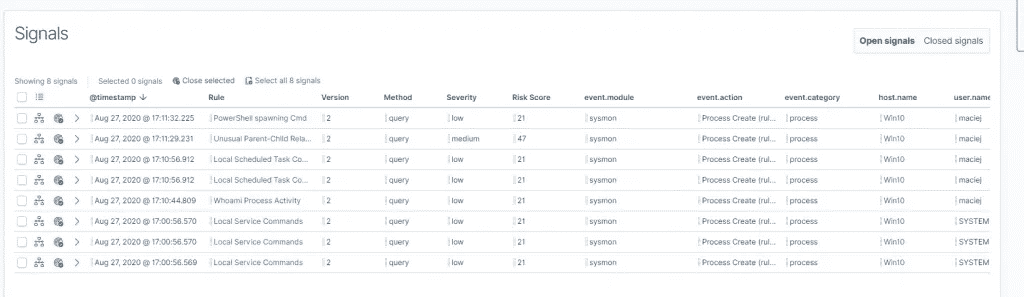 Signals
Open signals Closed signals
Showing 8 signals Selected 0 signals Close selected Select all 8 signals
@timestamp Rule Version Method Severity Risk Score event.module event.action event.category host.name user.name
Aug 27, 2020 @ 17:11:32.225 PowerShell spawning Cmd 2 query low 21 sysmon Process Create (rul... process Win10 maciej
Aug 27, 2020 @ 17:11:29.231 Unusual Parent-Child Rela... 2 query medium 47 sysmon Process Create (rul... process Win10 maciej
Aug 27, 2020 @ 17:10:56.912 Local Scheduled Task Co... 2 query low 21 sysmon Process Create (rul... process Win10 maciej
Aug 27, 2020 @ 17:10:56.912 Local Scheduled Task Co... 2 query low 21 sysmon Process Create (rul... process Win10 maciej
Aug 27, 2020 @ 17:10:44.809 Whoami Process Activity 2 query low 21 sysmon Process Create (rul... process Win10 maciej
Aug 27, 2020 @ 17:00:56.570 Local Service Commands 2 query low 21 sysmon Process Create (rul... process Win10 SYSTEM
Aug 27, 2020 @ 17:00:56.570 Local Service Commands 2 query low 21 sysmon Process Create (rul... process Win10 SYSTEM
Aug 27, 2020 @ 17:00:56.569 Local Service Commands 2 query low 21 sysmon Process Create (rul... process Win10 SYSTEM